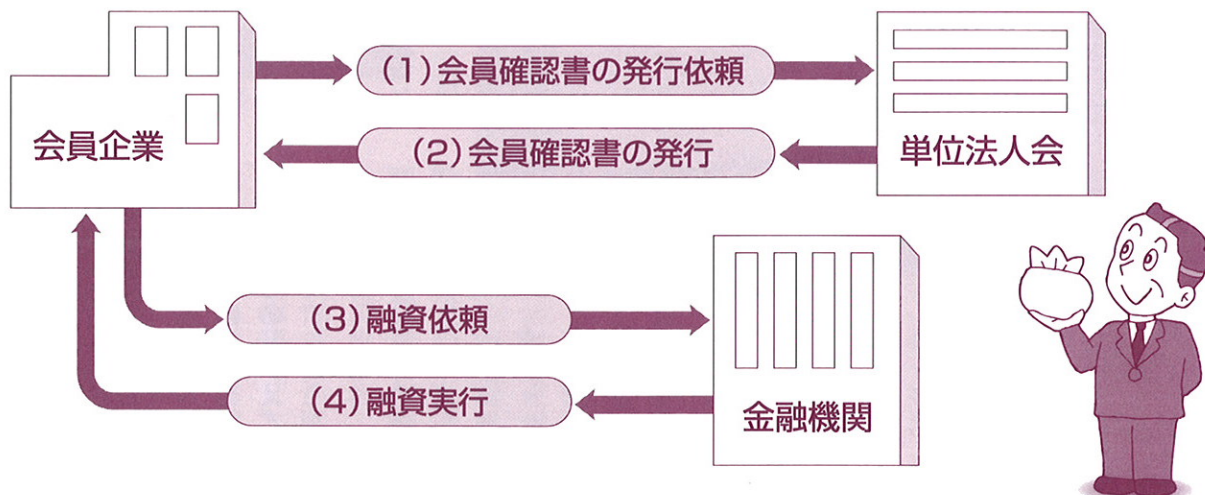 会員企業
(1)会員確認書の発行依頼
(2)会員確認書の発行
単位法人会
(3)融資依頼
(4)融資実行
金融機関